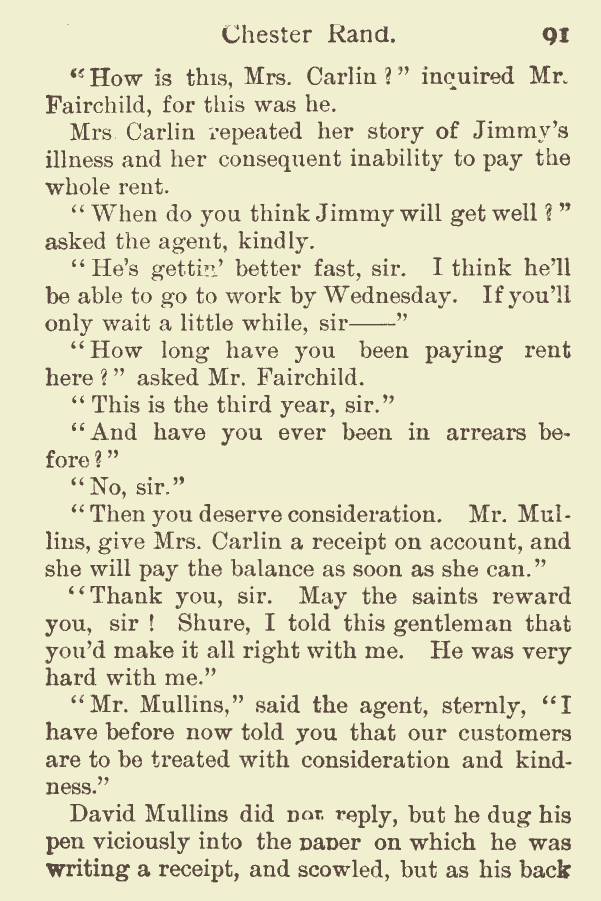 Chester Rand. 91
“How is this, Mrs. Carlin?” inquired Mr.
Fairchild, for this was he.
Mrs. Carlin repeated her story of Jimmy’s
illness and her consequent inability to pay the
whole rent.
“When do you think Jimmy will get well?”
asked the agent, kindly.
“He’s gettin’ better fast, sir. I think he’ll
be able to go to work by Wednesday. If you’ll
only wait a little while, sir——”
“How long have you been paying rent
here?” asked Mr. Fairchild.
“This is the third year, sir.”
“And have you ever been in arrears be-
fore?”
“No, sir.”
“Then you deserve consideration. Mr. Mul-
lins, give Mrs. Carlin a receipt on account, and
she will pay the balance as soon as she can.”
“Thank you, sir. May the saints reward
you, sir! Shure, I told this gentleman that
you’d make it all right with me. He was very
hard with me.”
“Mr. Mullins,” said the agent, sternly, “I
have before now told you that our customers
are to be treated with consideration and kind-
ness.”
David Mullins did not reply, but he dug his
pen viciously into the paper on which he was
writing a receipt, and scowled, but as his back